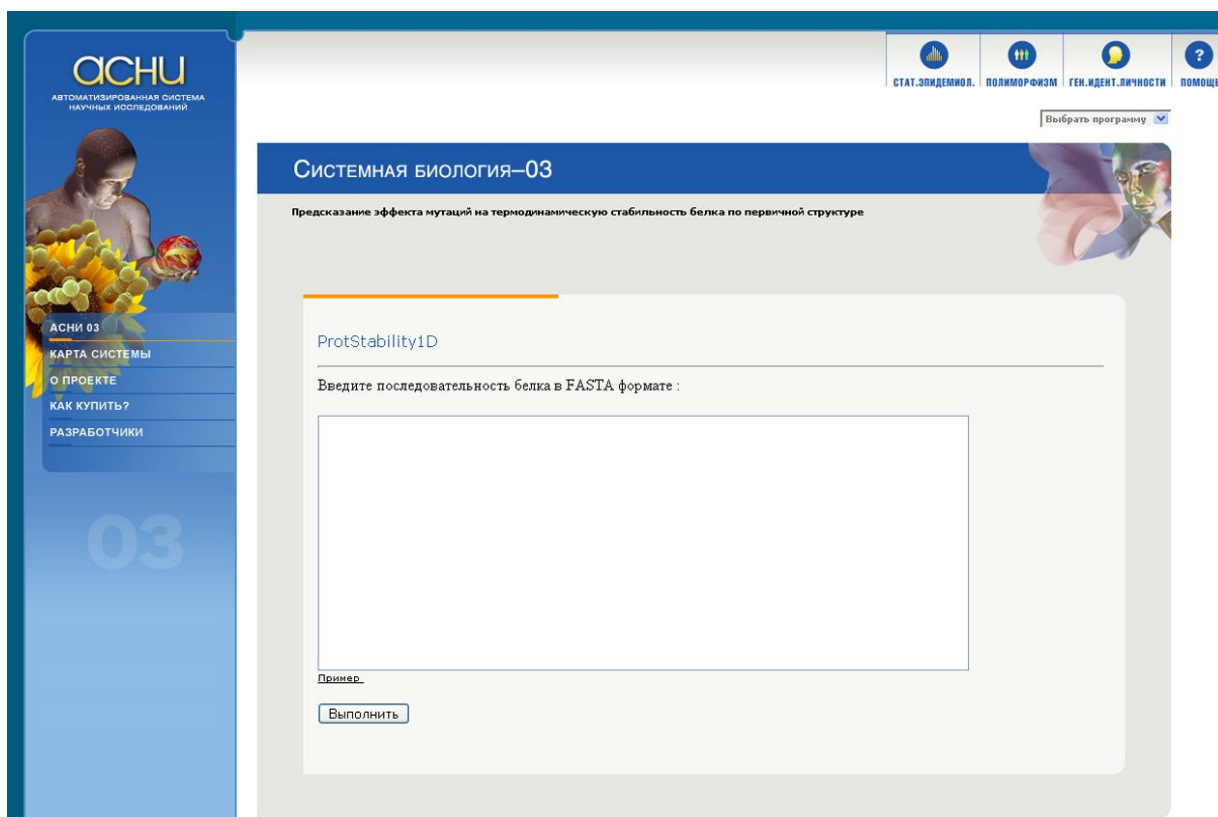 асни
АВТОМАТИЗИРОВАННАЯ СИСТЕМА
НАУЧНЫХ ИССЛЕДОВАНИЙ
СТАТ.ЭПИДЕМИОЛ.
ПОЛИМОРФИЗМ
ГЕН.ИДЕНТ.ЛИЧНОСТИ
ПОМОЩЬ
Выбрать программу
СИСТЕМНАЯ БИОЛОГИЯ–03
Предсказание эффекта мутаций на термодинамическую стабильность белка по первичной структуре
АСНИ 03
КАРТА СИСТЕМЫ
О ПРОЕКТЕ
КАК КУПИТЬ?
РАЗРАБОТЧИКИ
03
ProtStability1D
Введите последовательность белка в FASTA формате :
Пример
Выполнить